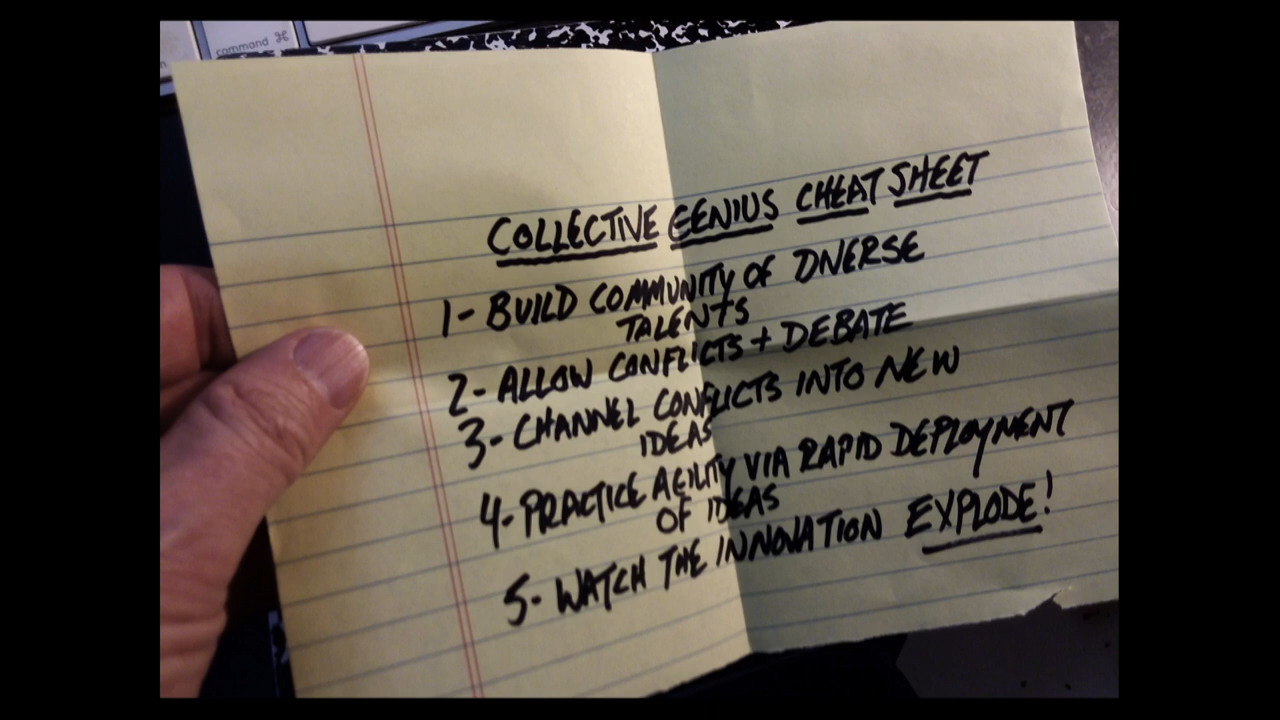 command ⌘
COLLECTIVE GENIUS CHEAT SHEET
1- BUILD COMMUNITY OF DIVERSE
TALENTS
2- ALLOW CONFLICTS + DEBATE
3- CHANNEL CONFLICTS INTO NEW
IDEAS
4- PRACTICE AGILITY VIA RAPID DEPLOYMENT
OF IDEAS
5- WATCH THE INNOVATION EXPLODE!